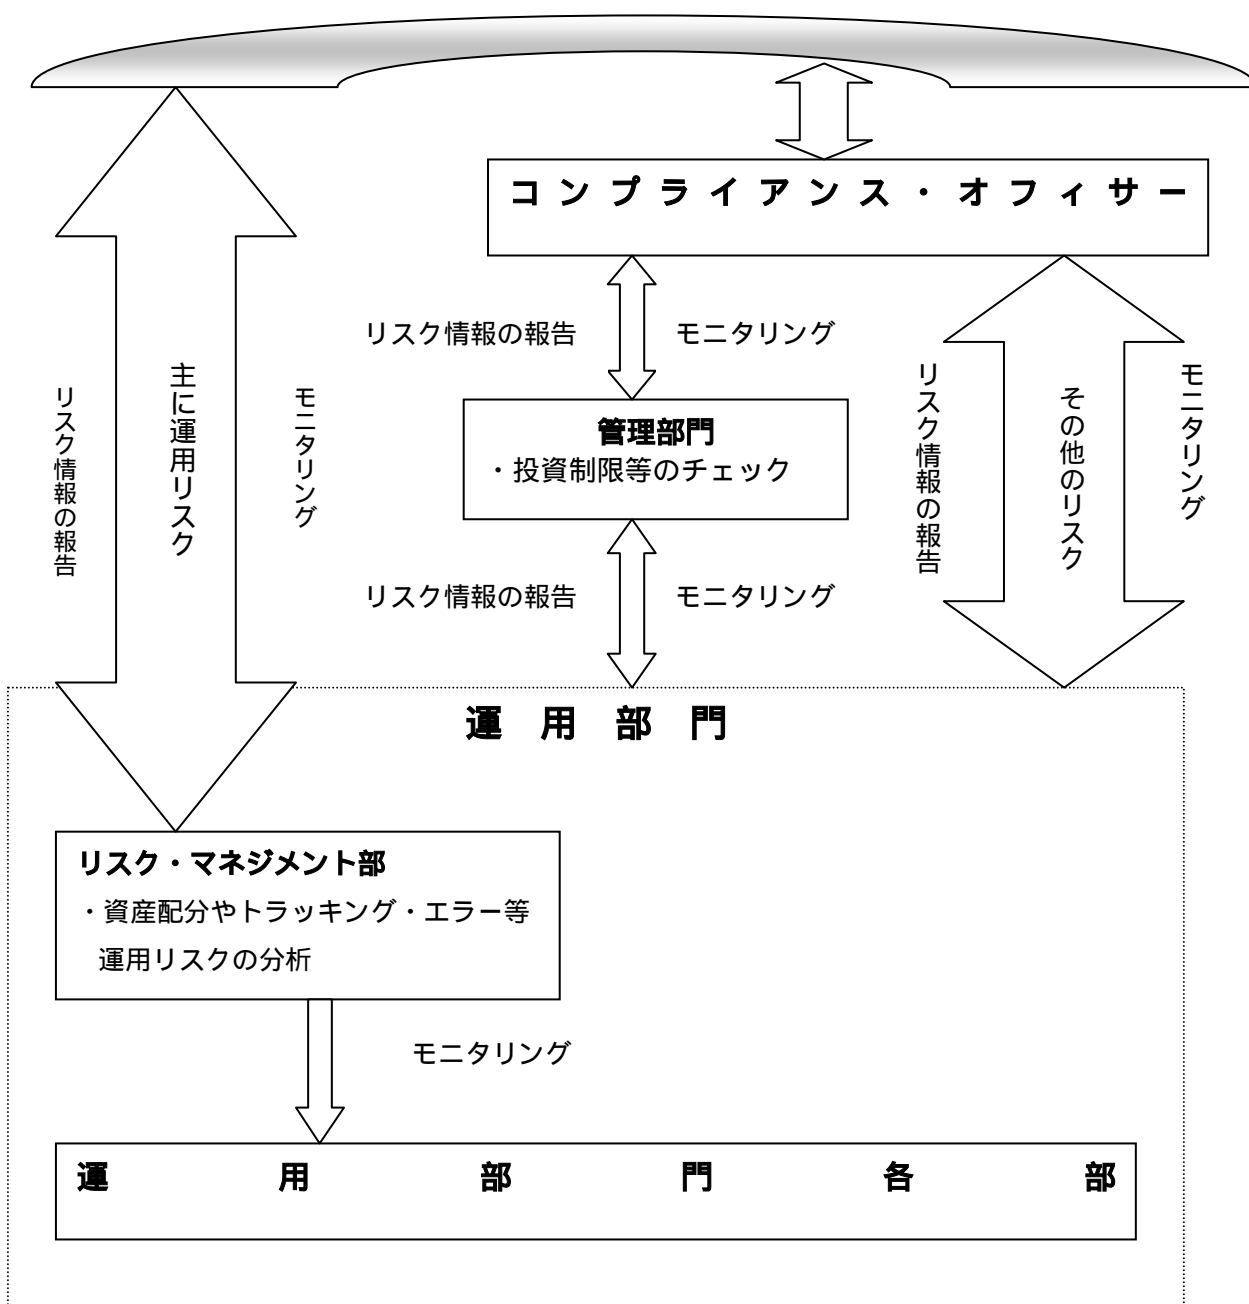 コンプライアンス・オフィサー
リスク情報の報告
モニタリング
管理部門
・投資制限等のチェック
リスク情報の報告
モニタリング
リスク情報の報告
主に運用リスク
モニタリング
リスク情報の報告
その他のリスク
モニタリング
運用部門
リスク・マネジメント部
・資産配分やトラッキング・エラー等
運用リスクの分析
モニタリング
運用部門各部